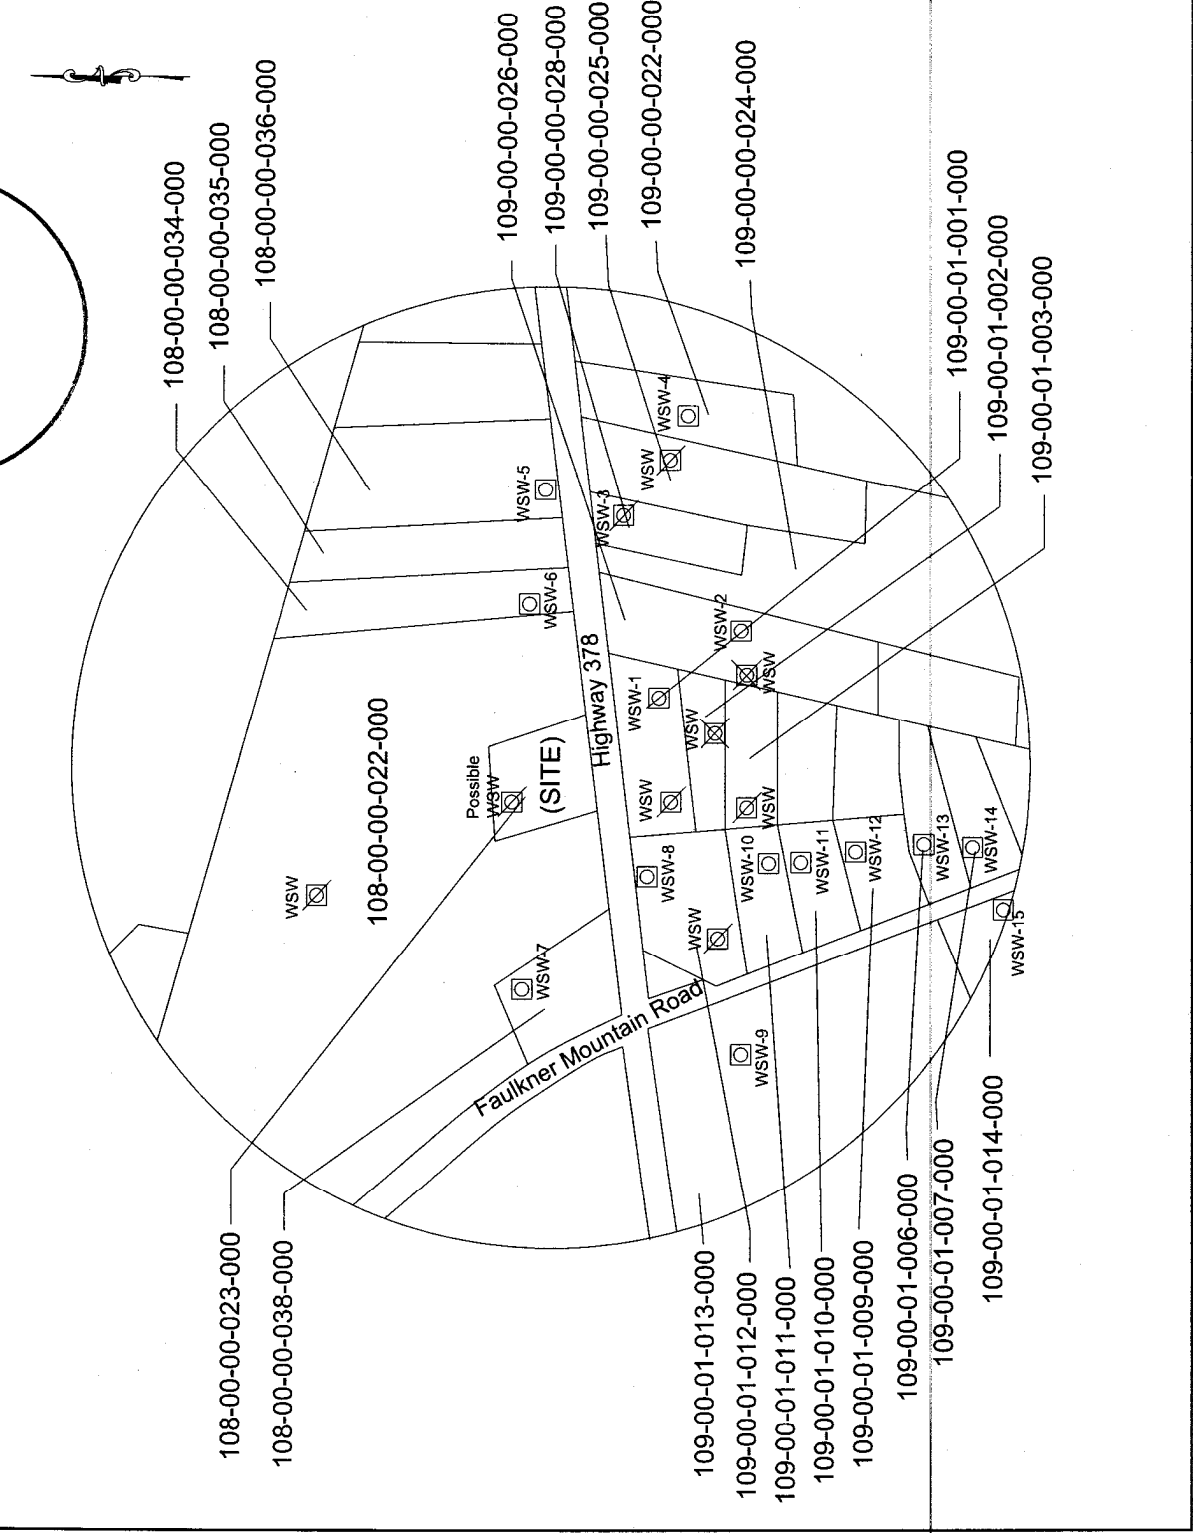 108-00-00-034-000
108-00-00-035-000
108-00-00-036-000
109-00-00-026-000
109-00-00-028-000
109-00-00-025-000
109-00-00-022-000
109-00-00-024-000
109-00-01-001-000
109-00-01-002-000
109-00-01-003-000
WSW-4
WSW
WSW-5
WSW-3
WSW-6
WSW-2
WSW
Highway 378
WSW-1
WSW
108-00-00-022-000
Possible
WSW
(SITE)
WSW
WSW
WSW
WSW-8
WSW-10
WSW-11
WSW-12
WSW-13
WSW-14
WSW
WSW-7
WSW-15
Faulkner Mountain Road
WSW-9
108-00-00-023-000
108-00-00-038-000
109-00-01-013-000
109-00-01-012-000
109-00-01-011-000
109-00-01-010-000
109-00-01-009-000
109-00-01-006-000
109-00-01-007-000
109-00-01-014-000